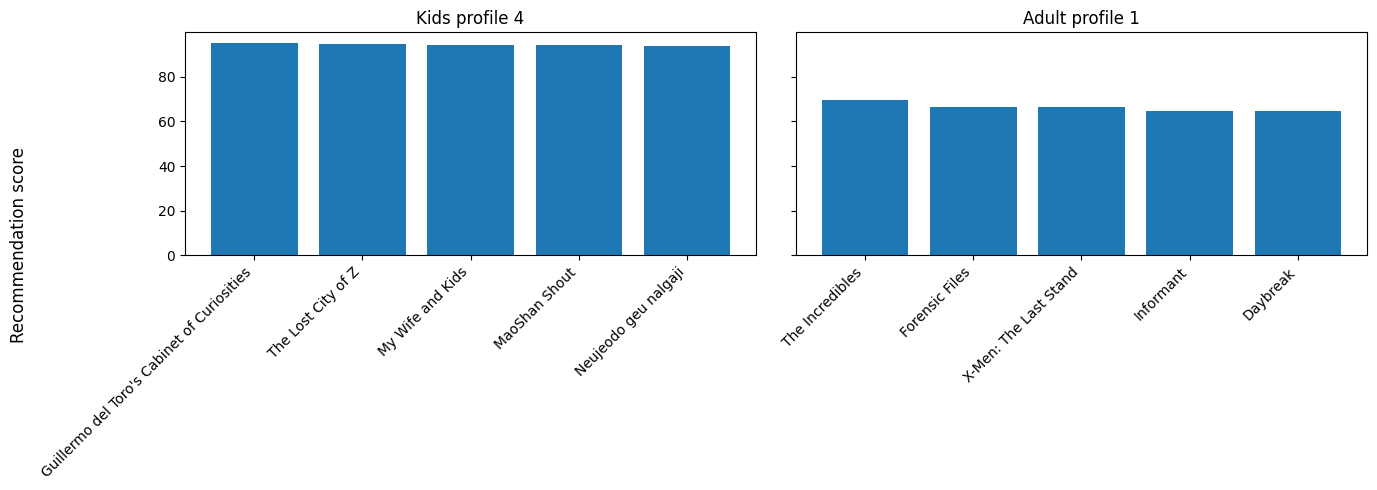 Kids profile 4
Adult profile 1
Recommendation score
80
60
40
20
0
Guillermo del Toro's Cabinet of Curiosities
The Lost City of Z
My Wife and Kids
MaoShan Shout
Neujeodo geu nalgaji
The Incredibles
Forensic Files
X-Men: The Last Stand
Informant
Daybreak